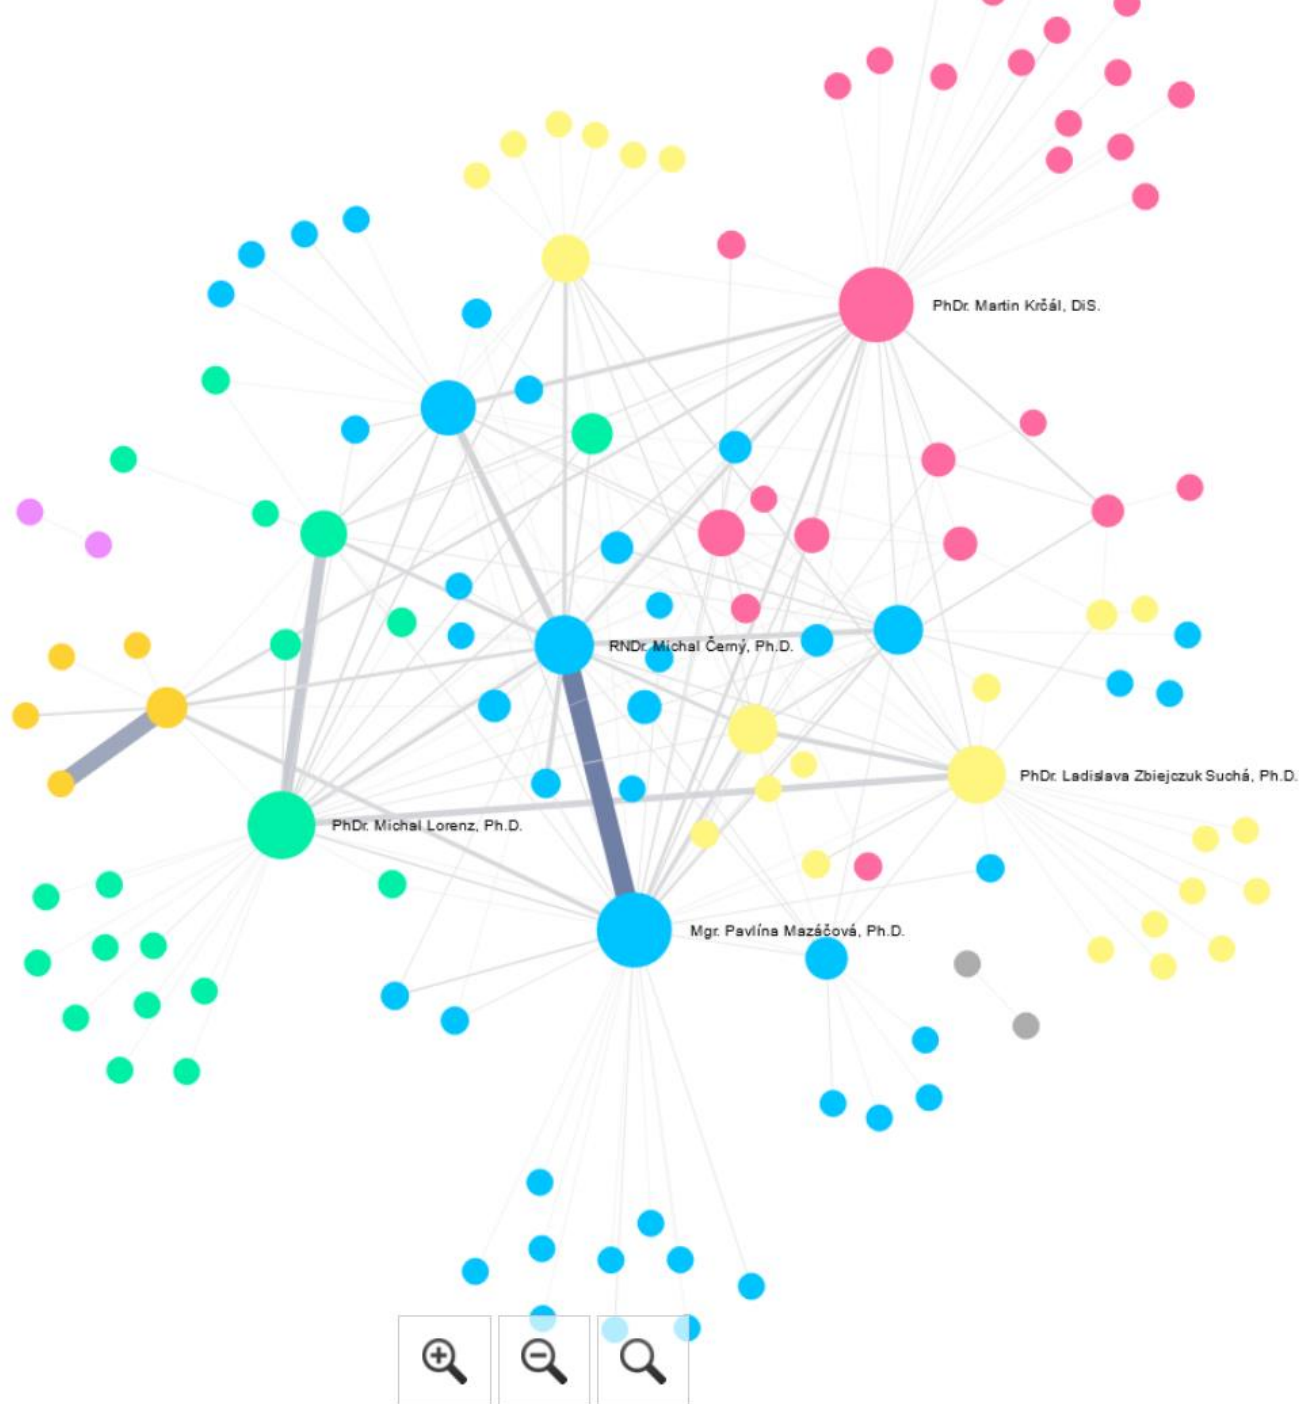 PhDr. Martin Krčál, DiS.
RNDr. Michal Černý, Ph.D.
PhDr. Ladislava Zbiejczuk Suchá, Ph.D.
PhDr. Michal Lorenz, Ph.D.
Mgr. Pavlína Mazáčová, Ph.D.